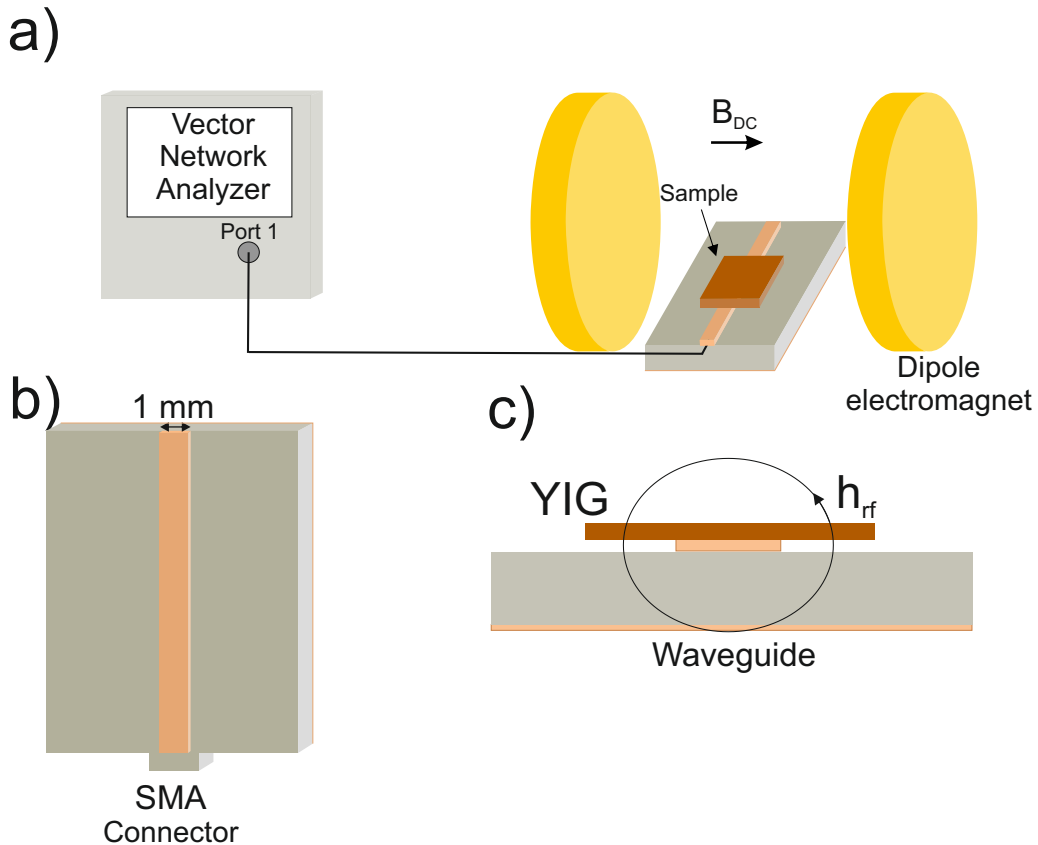 a)
Vector
Network
Analyzer
Port 1
B_DC
Sample
Dipole
electromagnet
b)
1 mm
SMA
Connector
c)
YIG
h_rf
Waveguide